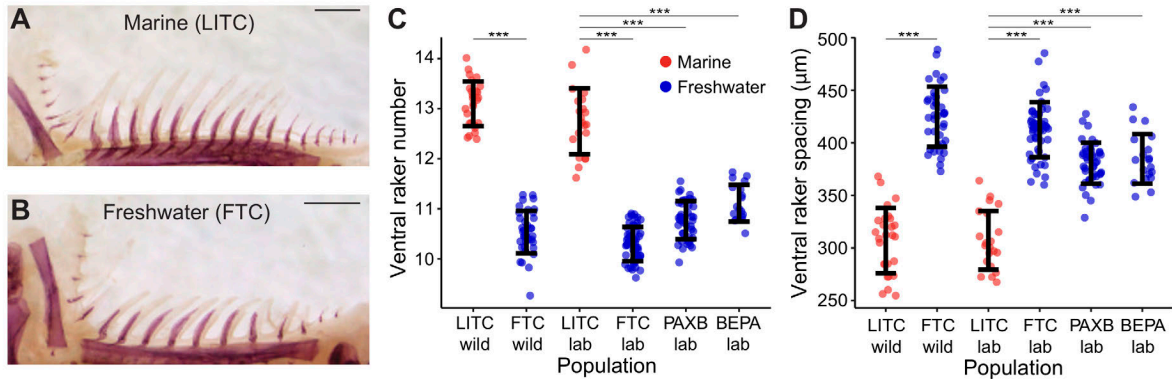 A
Marine (LITC)
B
Freshwater (FTC)
C
Ventral raker number
14
13
12
11
10
***
***
***
***
***
Marine
Freshwater
LITC wild
FTC wild
LITC lab
FTC lab
PAXB lab
BEPA lab
Population
D
Ventral raker spacing (μm)
500
450
400
350
300
250
***
***
***
***
***
LITC wild
FTC wild
LITC lab
FTC lab
PAXB lab
BEPA lab
Population